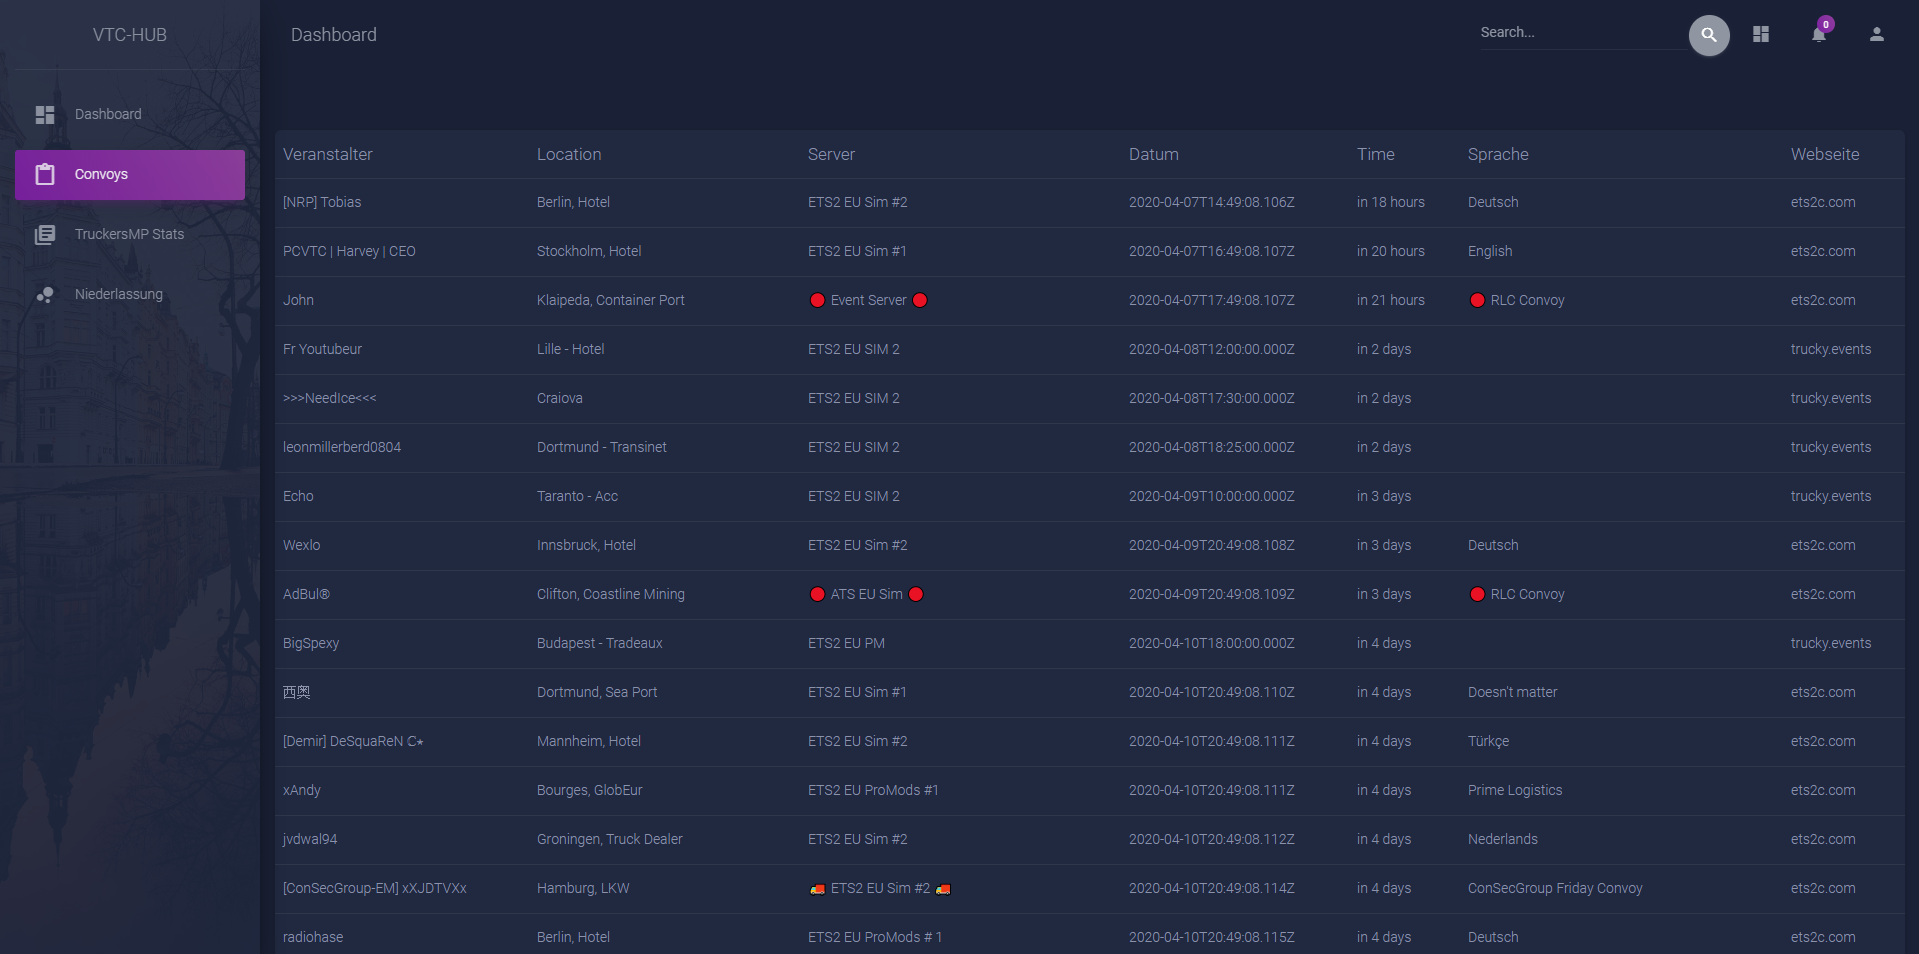 VTC-HUB
Dashboard
Convoys
TruckersMP Stats
Niederlassung
Dashboard
Search...
0
Veranstalter Location Server Datum Time Sprache Webseite
[NRP] Tobias Berlin, Hotel ETS2 EU Sim #2 2020-04-07T14:49:08.106Z in 18 hours Deutsch ets2c.com
PCVTC | Harvey | CEO Stockholm, Hotel ETS2 EU Sim #1 2020-04-07T16:49:08.107Z in 20 hours English ets2c.com
John Klaipeda, Container Port 🔴 Event Server 🔴 2020-04-07T17:49:08.107Z in 21 hours 🔴 RLC Convoy ets2c.com
Fr Youtubeur Lille - Hotel ETS2 EU SIM 2 2020-04-08T12:00:00.000Z in 2 days trucky.events
>>>NeedIce<<< Craiova ETS2 EU SIM 2 2020-04-08T17:30:00.000Z in 2 days trucky.events
leonmillerberd0804 Dortmund - Transinet ETS2 EU SIM 2 2020-04-08T18:25:00.000Z in 2 days trucky.events
Echo Taranto - Acc ETS2 EU SIM 2 2020-04-09T10:00:00.000Z in 3 days trucky.events
Wexlo Innsbruck, Hotel ETS2 EU Sim #2 2020-04-09T20:49:08.108Z in 3 days Deutsch ets2c.com
AdBul® Clifton, Coastline Mining 🔴 ATS EU Sim 🔴 2020-04-09T20:49:08.109Z in 3 days 🔴 RLC Convoy ets2c.com
BigSpexy Budapest - Tradeaux ETS2 EU PM 2020-04-10T18:00:00.000Z in 4 days trucky.events
西奥 Dortmund, Sea Port ETS2 EU Sim #1 2020-04-10T20:49:08.110Z in 4 days Doesn't matter ets2c.com
[Demir] DeSquaReN ☪⋆ Mannheim, Hotel ETS2 EU Sim #2 2020-04-10T20:49:08.111Z in 4 days Türkçe ets2c.com
xAndy Bourges, GlobEur ETS2 EU ProMods #1 2020-04-10T20:49:08.111Z in 4 days Prime Logistics ets2c.com
jvdwal94 Groningen, Truck Dealer ETS2 EU Sim #2 2020-04-10T20:49:08.112Z in 4 days Nederlands ets2c.com
[ConSecGroup-EM] xXJDTVXx Hamburg, LKW 🚚 ETS2 EU Sim #2 🚚 2020-04-10T20:49:08.114Z in 4 days ConSecGroup Friday Convoy ets2c.com
radiohase Berlin, Hotel ETS2 EU ProMods # 1 2020-04-10T20:49:08.115Z in 4 days Deutsch ets2c.com